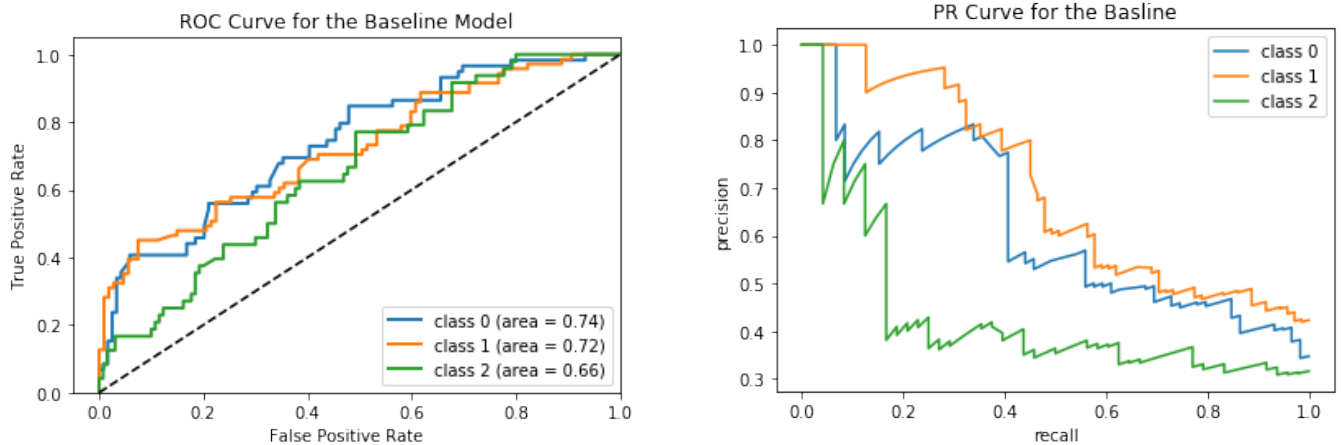 ROC Curve for the Baseline Model
True Positive Rate
1.0
0.8
0.6
0.4
0.2
0.0
0.0 0.2 0.4 0.6 0.8 1.0
False Positive Rate
class 0 (area = 0.74)
class 1 (area = 0.72)
class 2 (area = 0.66)
PR Curve for the Basline
precision
1.0
0.9
0.8
0.7
0.6
0.5
0.4
0.3
0.0 0.2 0.4 0.6 0.8 1.0
recall
class 0
class 1
class 2